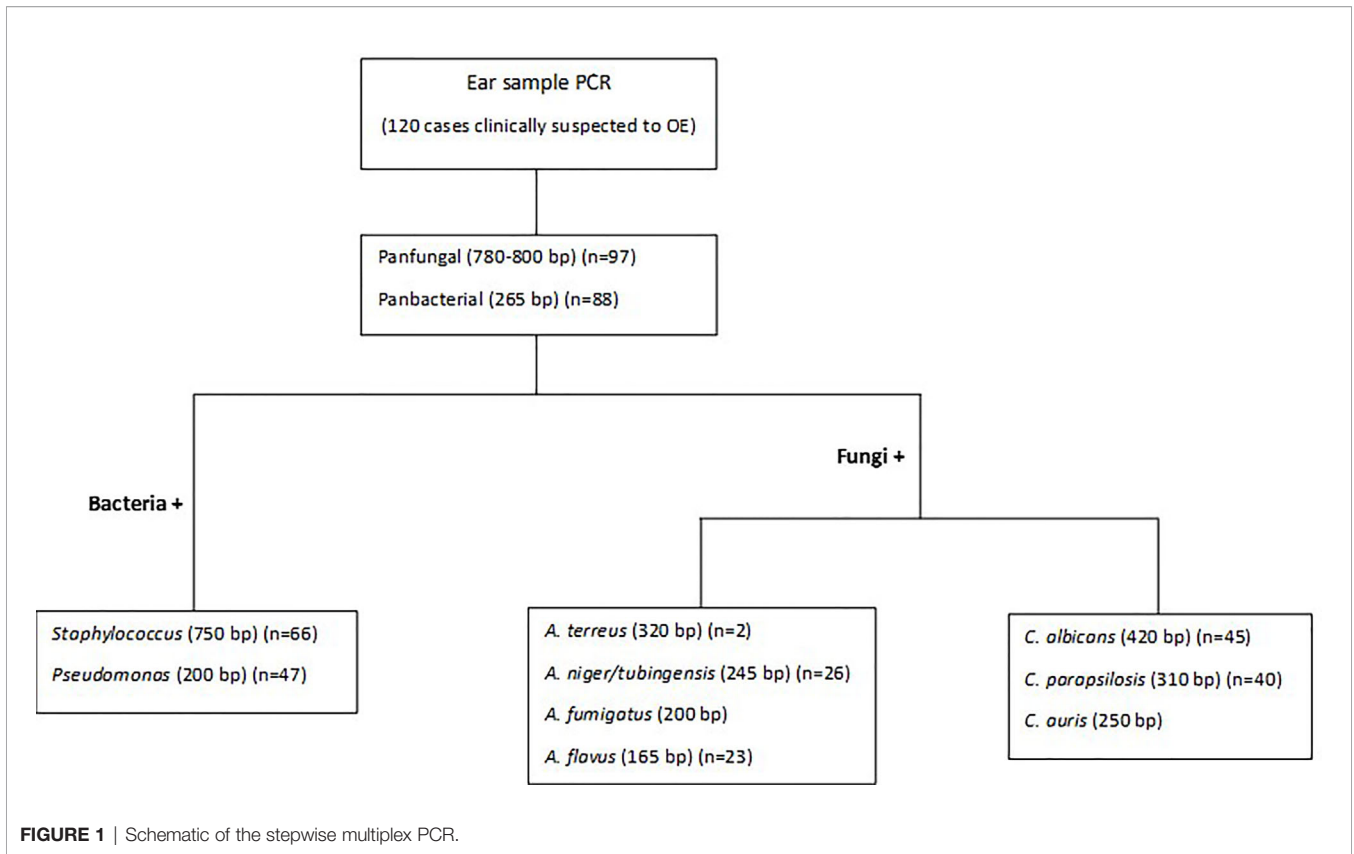 Ear sample PCR
(120 cases clinically suspected to OE)
Panfungal (780-800 bp) (n=97)
Panbacterial (265 bp) (n=88)
Fungi +
Bacteria +
Staphylococcus (750 bp) (n=66)
Pseudomonas (200 bp) (n=47)
A. terreus (320 bp) (n=2)
A. niger/tubingensis (245 bp) (n=26)
A. fumigatus (200 bp)
A. flavus (165 bp) (n=23)
C. albicans (420 bp) (n=45)
C. parapsilosis (310 bp) (n=40)
C. auris (250 bp)
FIGURE 1 | Schematic of the stepwise multiplex PCR.